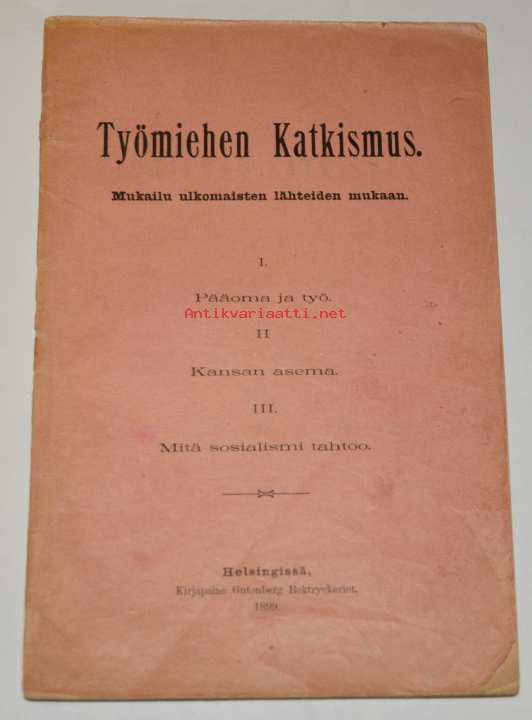 Työmiehen Katkismus.
Mukailu ulkomaisten lähteiden mukaan.
I.
Pääoma ja työ.
Antikvariaatti.net
II
Kansan asema.
III.
Mitä sosialismi tahtoo.
Helsingissä,
Kirjapaino Gutenberg Boktryckeriet,
1899.